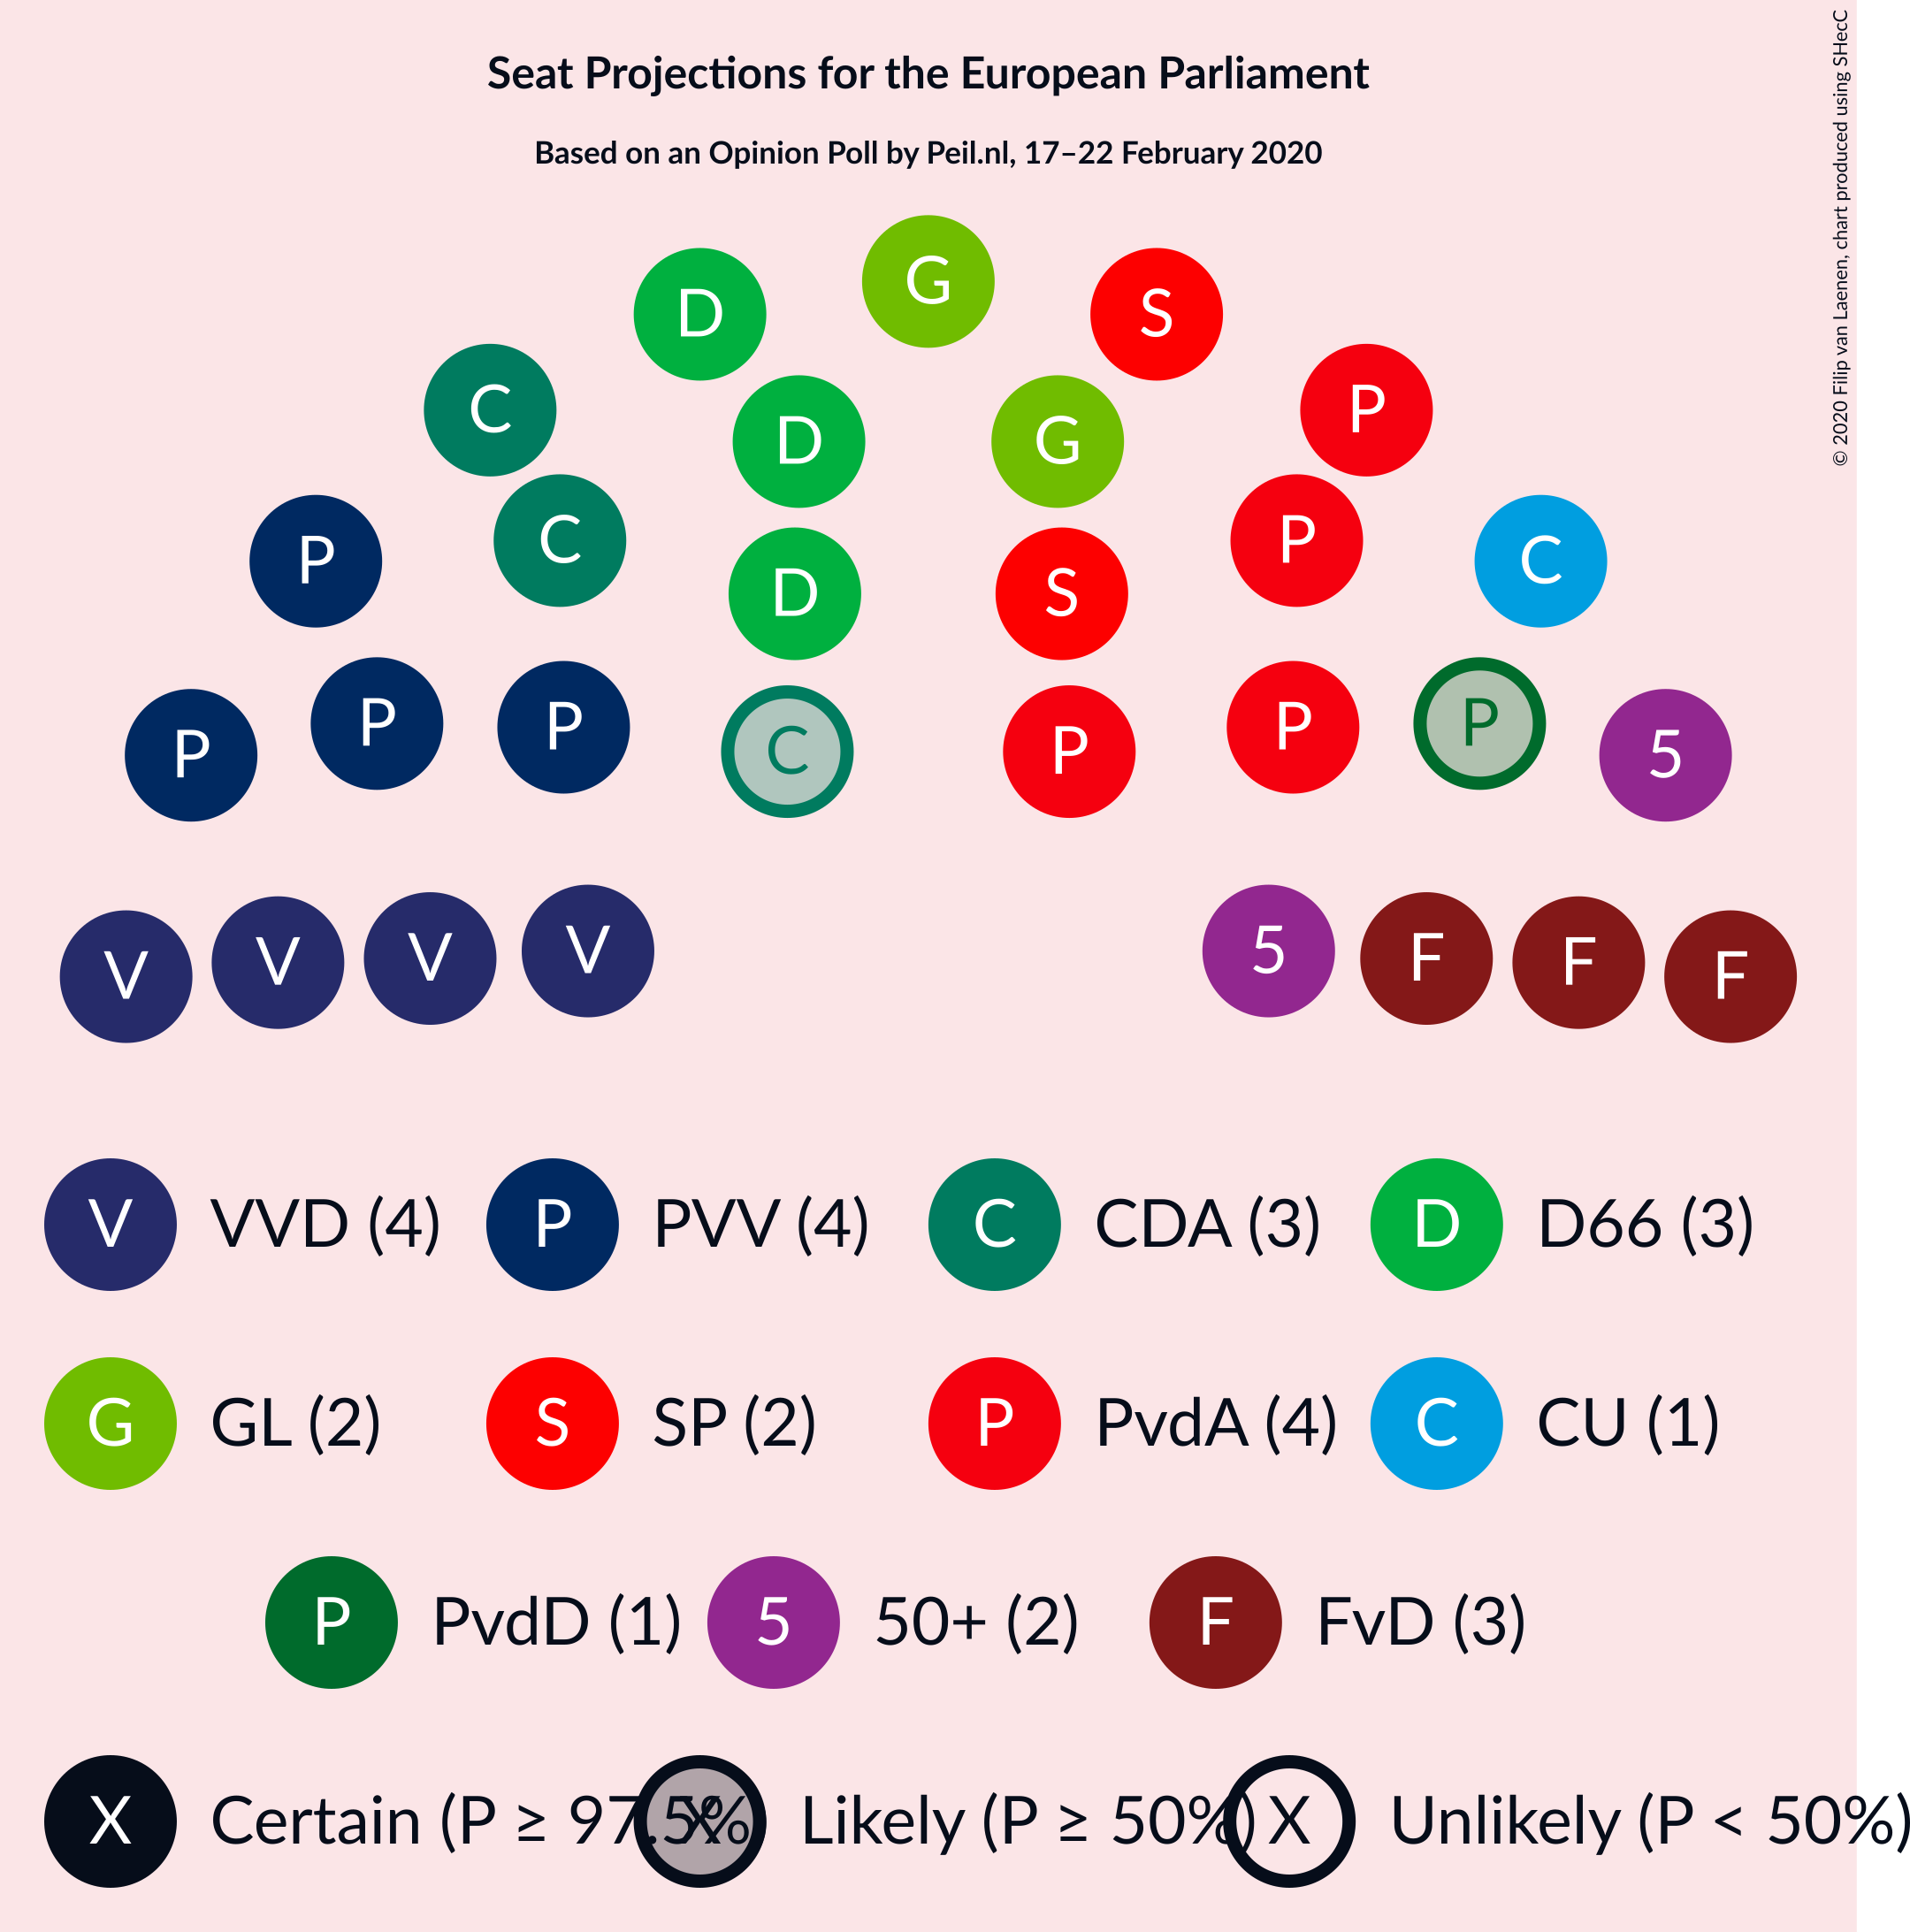 Seat Projections for the European Parliament
Based on an Opinion Poll by Peil.nl, 17–22 February 2020
© 2020 Filip van Laenen, chart produced using SHecC
G
D S
C P
D G
C P
P C
D S
P P P P
P C P 5
V V V V 5 F F F
V VVD (4) P PVV (4) C CDA (3) D D66 (3)
G GL (2) S SP (2) P PvdA (4) C CU (1)
P PvdD (1) 5 50+ (2) F FvD (3)
X Certain (P ≥ 97.5% X Likely (P ≥ 50%) X Unlikely (P < 50%)